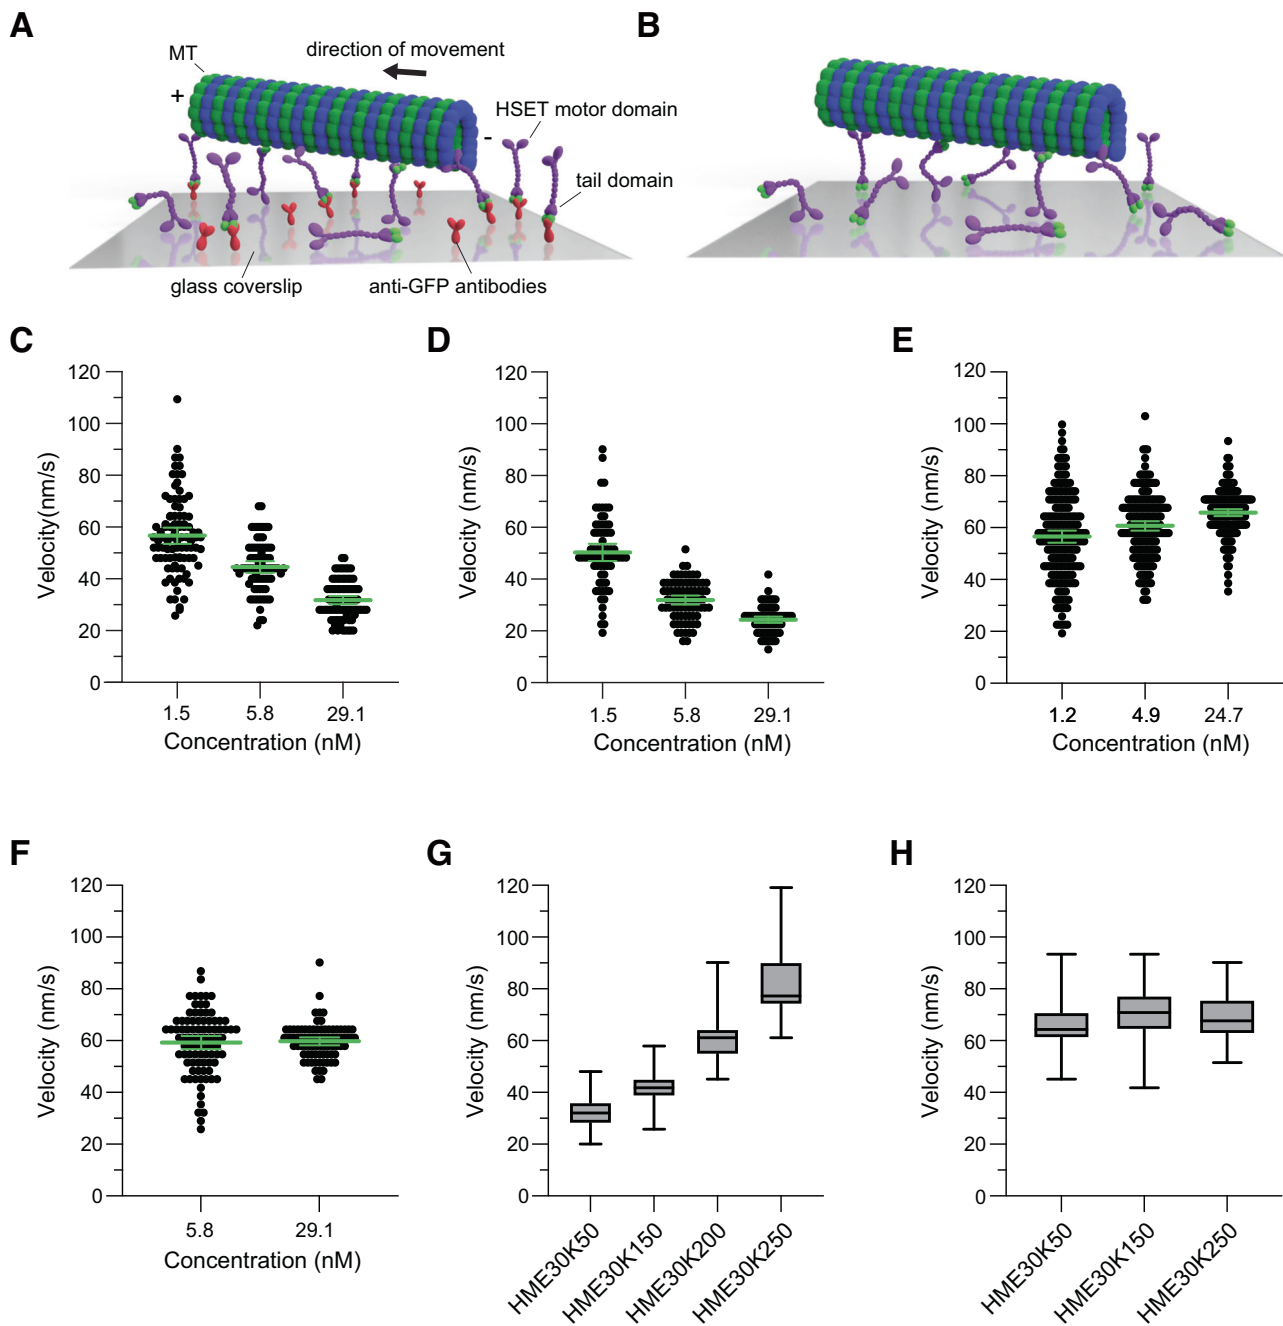 A
B
MT
direction of movement
+
HSET motor domain
-
tail domain
glass coverslip
anti-GFP antibodies
C
D
E
Velocity(nm/s)
120
100
80
60
40
20
0
1.5
5.8
29.1
Concentration (nM)
Velocity (nm/s)
120
100
80
60
40
20
0
1.5
5.8
29.1
Concentration (nM)
Velocity (nm/s)
120
100
80
60
40
20
0
1.2
4.9
24.7
Concentration (nM)
F
G
H
Velocity (nm/s)
120
100
80
60
40
20
0
5.8
29.1
Concentration (nM)
Velocity (nm/s)
120
100
80
60
40
20
0
HME30K50
HME30K150
HME30K200
HME30K250
Velocity (nm/s)
120
100
80
60
40
20
0
HME30K50
HME30K150
HME30K250